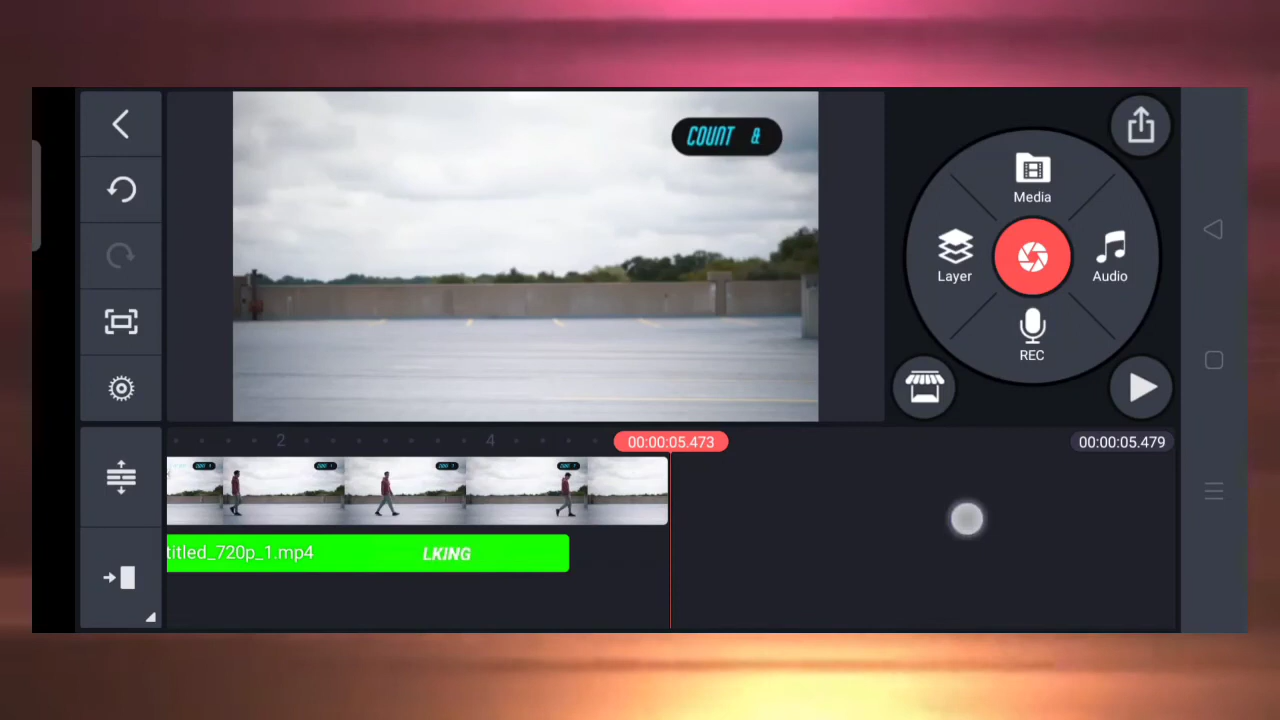 COUNT &
Media
Layer
Audio
REC
2
4
00:00:05.473
00:00:05.479
titled_720p_1.mp4
LKING